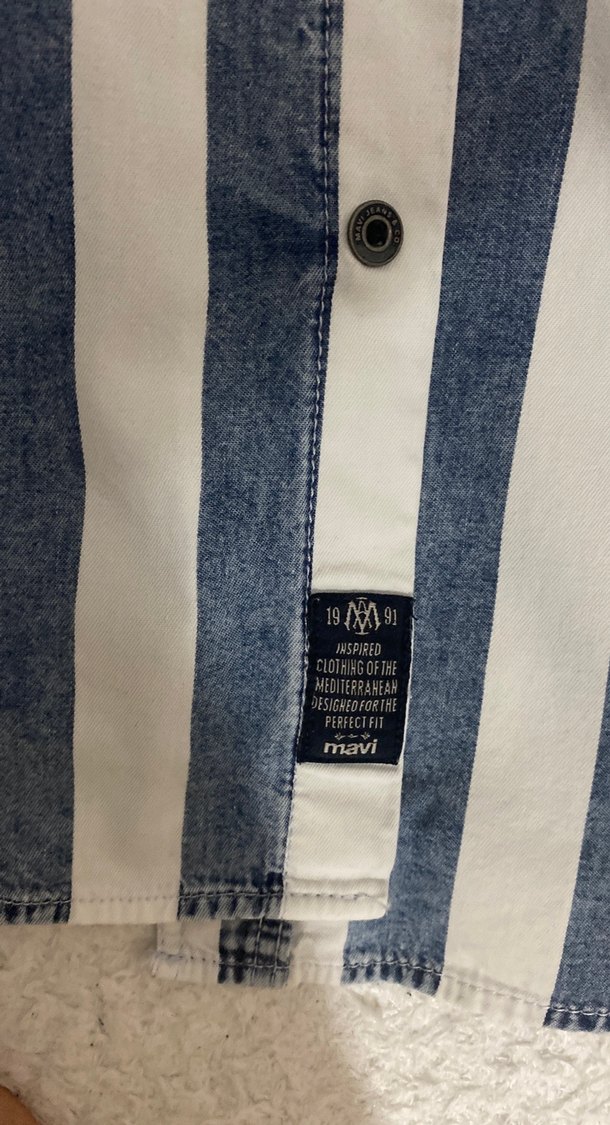 MAVI JEANS & CO
19 M 91
INSPIRED
CLOTHING OF THE
MEDITERRANEAN
DESIGNED FOR THE
PERFECT FIT
mavi